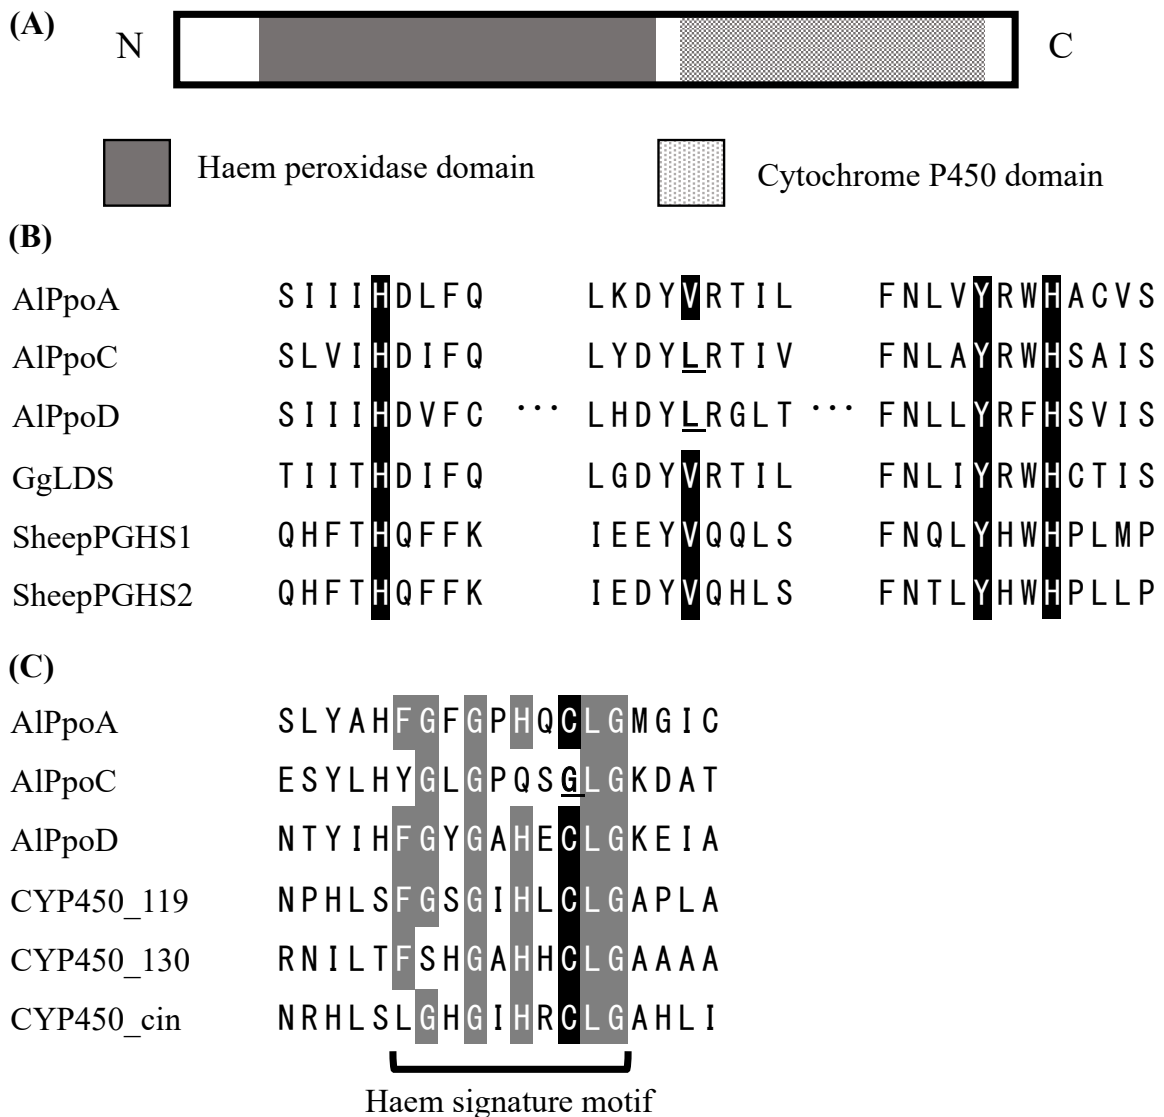 (A)
N C
Haem peroxidase domain Cytochrome P450 domain
(B)
AlPpoA SIIIHDLFQ LKDYVRTIL FNLVYRWHACVS
AlPpoC SLVIHDIFQ LYDYLRTIV FNLAYRWHSAIS
AlPpoD SIIIHDVFC ··· LHDYLRGLT ··· FNLLYRFHSVIS
GgLDS TIITHDIFQ LGDYVRTIL FNLIYRWHCTIS
SheepPGHS1 QHFTHQFFK IEEYVQQLS FNQLYHWHPLMP
SheepPGHS2 QHFTHQFFK IEDYVQHLS FNTLYHWHPLLP
(C)
AlPpoA SLYAHFGFGPHQCLGMGIC
AlPpoC ESYLHYGLGPQSGLGKDAT
AlPpoD NTYIHFGYGAHECLGKEIA
CYP450_119 NPHLSFGSGIHLCLGAPLA
CYP450_130 RNILTFSHGAHHCLGAAAA
CYP450_cin NRHLSLGHGIHRCLGAHLI
Haem signature motif